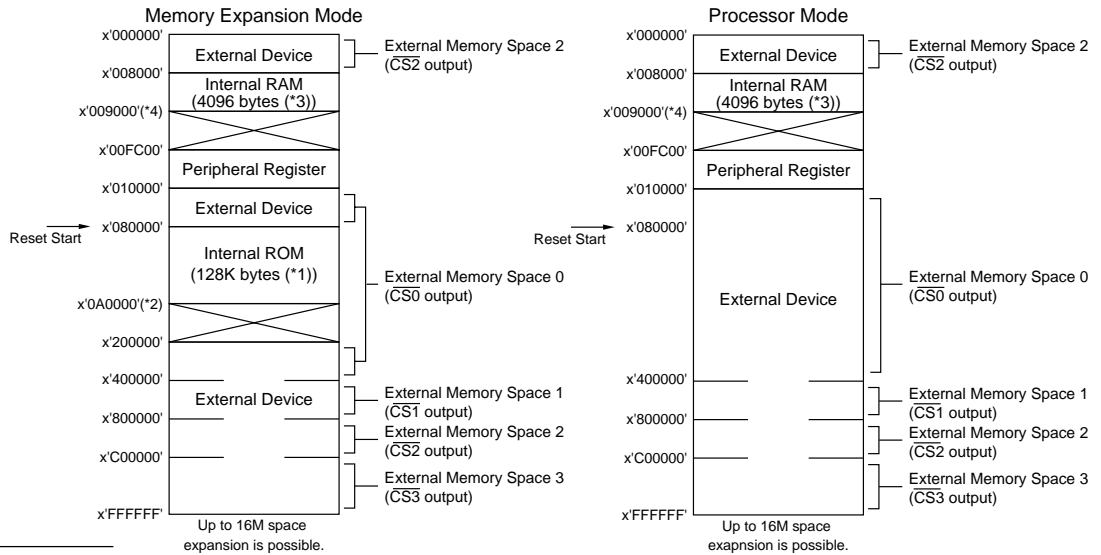 Memory Expansion Mode
x'000000'
External Device
External Memory Space 2
(CS2 output)
x'008000'
Internal RAM
(4096 bytes (*3))
x'009000'(*4)
x'00FC00'
Peripheral Register
x'010000'
External Device
x'080000'
Reset Start
Internal ROM
(128K bytes (*1))
External Memory Space 0
(CS0 output)
x'0A0000'(*2)
x'200000'
x'400000'
External Device
External Memory Space 1
(CS1 output)
x'800000'
External Memory Space 2
(CS2 output)
x'C00000'
External Memory Space 3
(CS3 output)
x'FFFFFF'
Up to 16M space
expansion is possible.
Processor Mode
x'000000'
External Device
External Memory Space 2
(CS2 output)
x'008000'
Internal RAM
(4096 bytes (*3))
x'009000'(*4)
x'00FC00'
Peripheral Register
x'010000'
x'080000'
Reset Start
External Device
External Memory Space 0
(CS0 output)
x'400000'
External Memory Space 1
(CS1 output)
x'800000'
External Memory Space 2
(CS2 output)
x'C00000'
External Memory Space 3
(CS3 output)
x'FFFFFF'
Up to 16M space
exapnsion is possible.